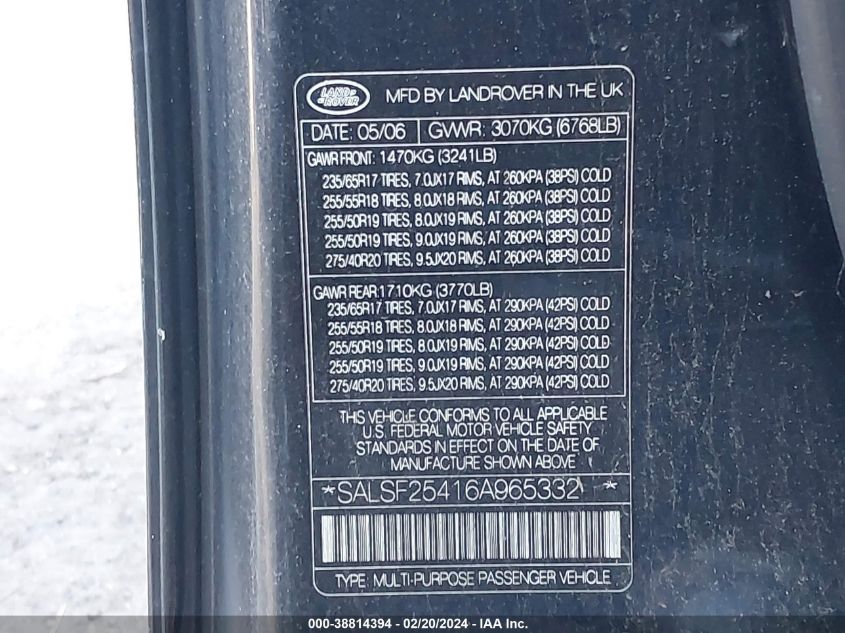 LAND ROVER
MFD BY LANDROVER IN THE UK
DATE: 05/06 GVWR: 3070KG (6768LB)
GAWR FRONT: 1470KG (3241LB)
235/65R17 TIRES, 7.0JX17 RIMS, AT 260KPA (38PSI) COLD
255/55R18 TIRES, 8.0JX18 RIMS, AT 260KPA (38PSI) COLD
255/50R19 TIRES, 8.0JX19 RIMS, AT 260KPA (38PSI) COLD
255/50R19 TIRES, 9.0JX19 RIMS, AT 260KPA (38PSI) COLD
275/40R20 TIRES, 9.5JX20 RIMS, AT 260KPA (38PSI) COLD
GAWR REAR: 1710KG (3770LB)
235/65R17 TIRES, 7.0JX17 RIMS, AT 290KPA (42PSI) COLD
255/55R18 TIRES, 8.0JX18 RIMS, AT 290KPA (42PSI) COLD
255/50R19 TIRES, 8.0JX19 RIMS, AT 290KPA (42PSI) COLD
255/50R19 TIRES, 9.0JX19 RIMS, AT 290KPA (42PSI) COLD
275/40R20 TIRES, 9.5JX20 RIMS, AT 290KPA (42PSI) COLD
THIS VEHICLE CONFORMS TO ALL APPLICABLE
U.S. FEDERAL MOTOR VEHICLE SAFETY
STANDARDS IN EFFECT ON THE DATE OF
MANUFACTURE SHOWN ABOVE
*SALSF25416A965332 *
TYPE: MULTI-PURPOSE PASSENGER VEHICLE
000-38814394 - 02/20/2024 - IAA Inc.